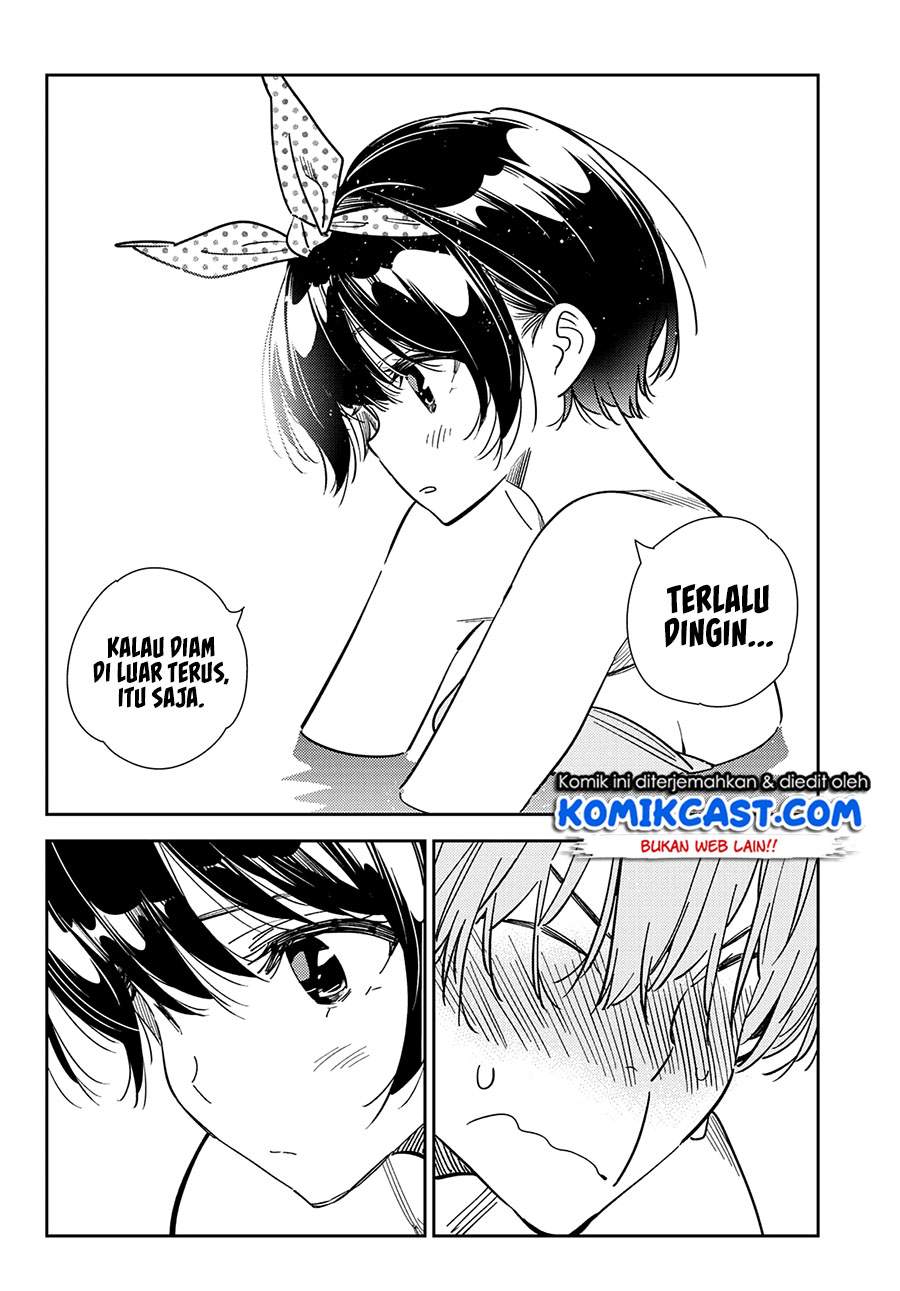 TERLALU
DINGIN...
KALAU DIAM
DI LUAR TERUS,
ITU SAJA.
Komik ini diterjemahkan & diedit oleh
KOMIKCAST.COM
BUKAN WEB LAIN!!